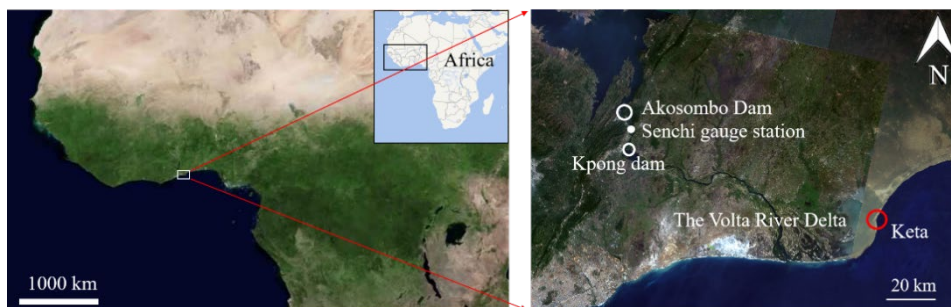 Africa
1000 km
N
Akosombo Dam
Senchi gauge station
Kpong dam
The Volta River Delta
Keta
20 km